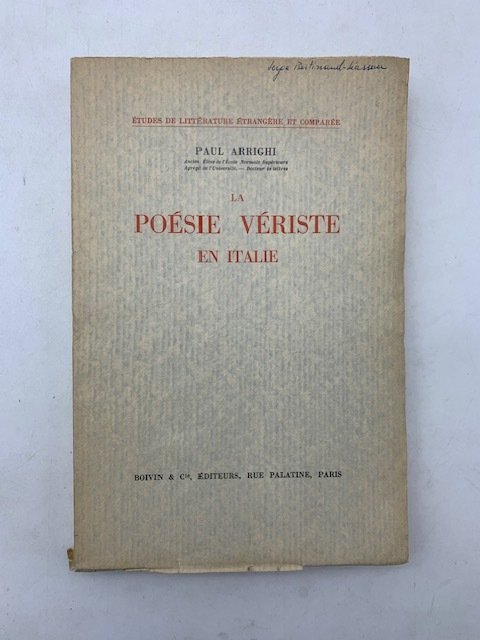 ÉTUDES DE LITTÉRATURE ÉTRANGÈRE ET COMPARÉE
PAUL ARRIGHI
Ancien Élève de l'École Normale Supérieure
Agrégé de l'Université. — Docteur ès lettres
LA
POÉSIE VÉRISTE
EN ITALIE
BOIVIN & Cie, ÉDITEURS, RUE PALATINE, PARIS